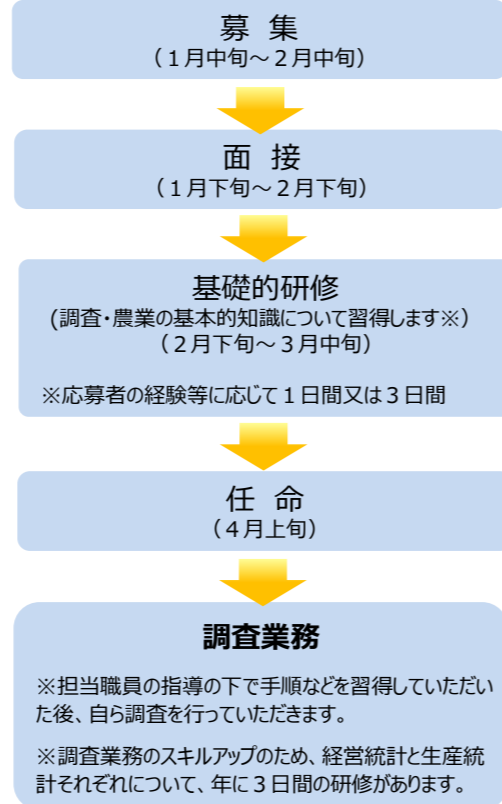 募 集
（１月中旬～２月中旬）
面 接
（１月下旬～２月下旬）
基礎的研修
(調査・農業の基本的知識について習得します※)
（２月下旬～３月中旬）
※応募者の経験等に応じて１日間又は３日間
任 命
（４月上旬）
調査業務
※担当職員の指導の下で手順などを習得していただい
た後、自ら調査を行っていただきます。
※調査業務のスキルアップのため、経営統計と生産統
計それぞれについて、年に３日間の研修があります。